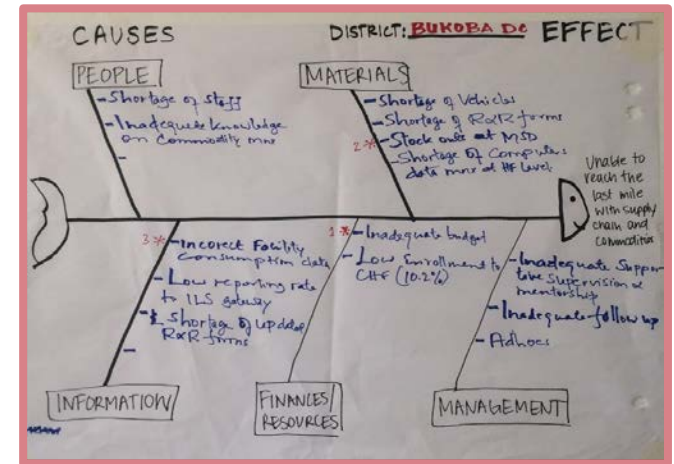 CAUSES
DISTRICT: BUKOBA DC
EFFECT
PEOPLE
- Shortage of staff
- Inadequate knowledge
on Commodity mnx
-
MATERIALS
- Shortage of Vehicles
- Shortage of R&R forms
2 * - Stock outs at MSD
- Shortage of Computers
data mnx at HF Level
Unable to
reach the
last mile
with supply
chain and
commodities
3 * - Incorect Facility
Consumption data
- Low reporting rate
to ILS gateway
- Shortage of updated
R&R forms
-
INFORMATION
1 * - Inadequate budget
- Low Enrollment to
CHF (10.2%)
FINANCES/
RESOURCES
- Inadequate Suppor-
tive Supervision &
mentorship
- Inadequate follow up
- Adhocs
MANAGEMENT